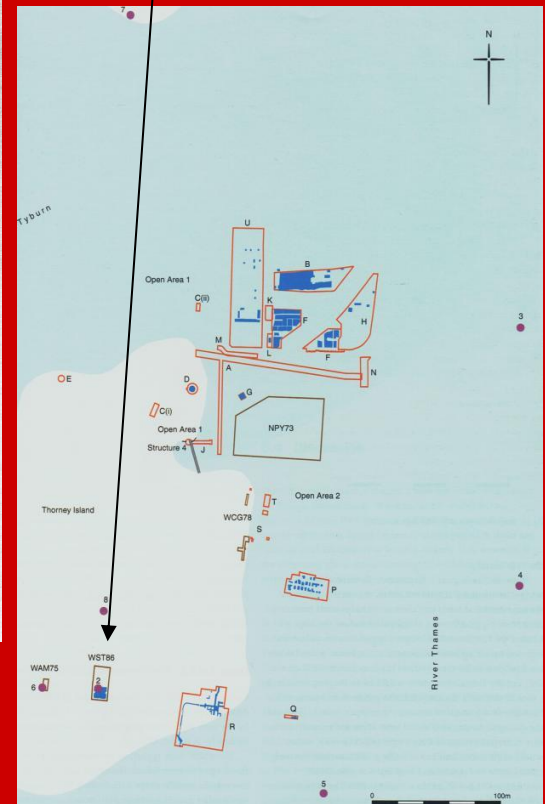 7
N
Tyburn
U
Open Area 1
B
C(ii)
K
F
H
3
M
L
F
A
N
E
D
G
C(i)
NPY73
Open Area 1
Structure 4
J
Thorney Island
T
Open Area 2
WCG78
S
P
4
8
River Thames
WST86
WAM75
2
6
Q
R
5
0
100m